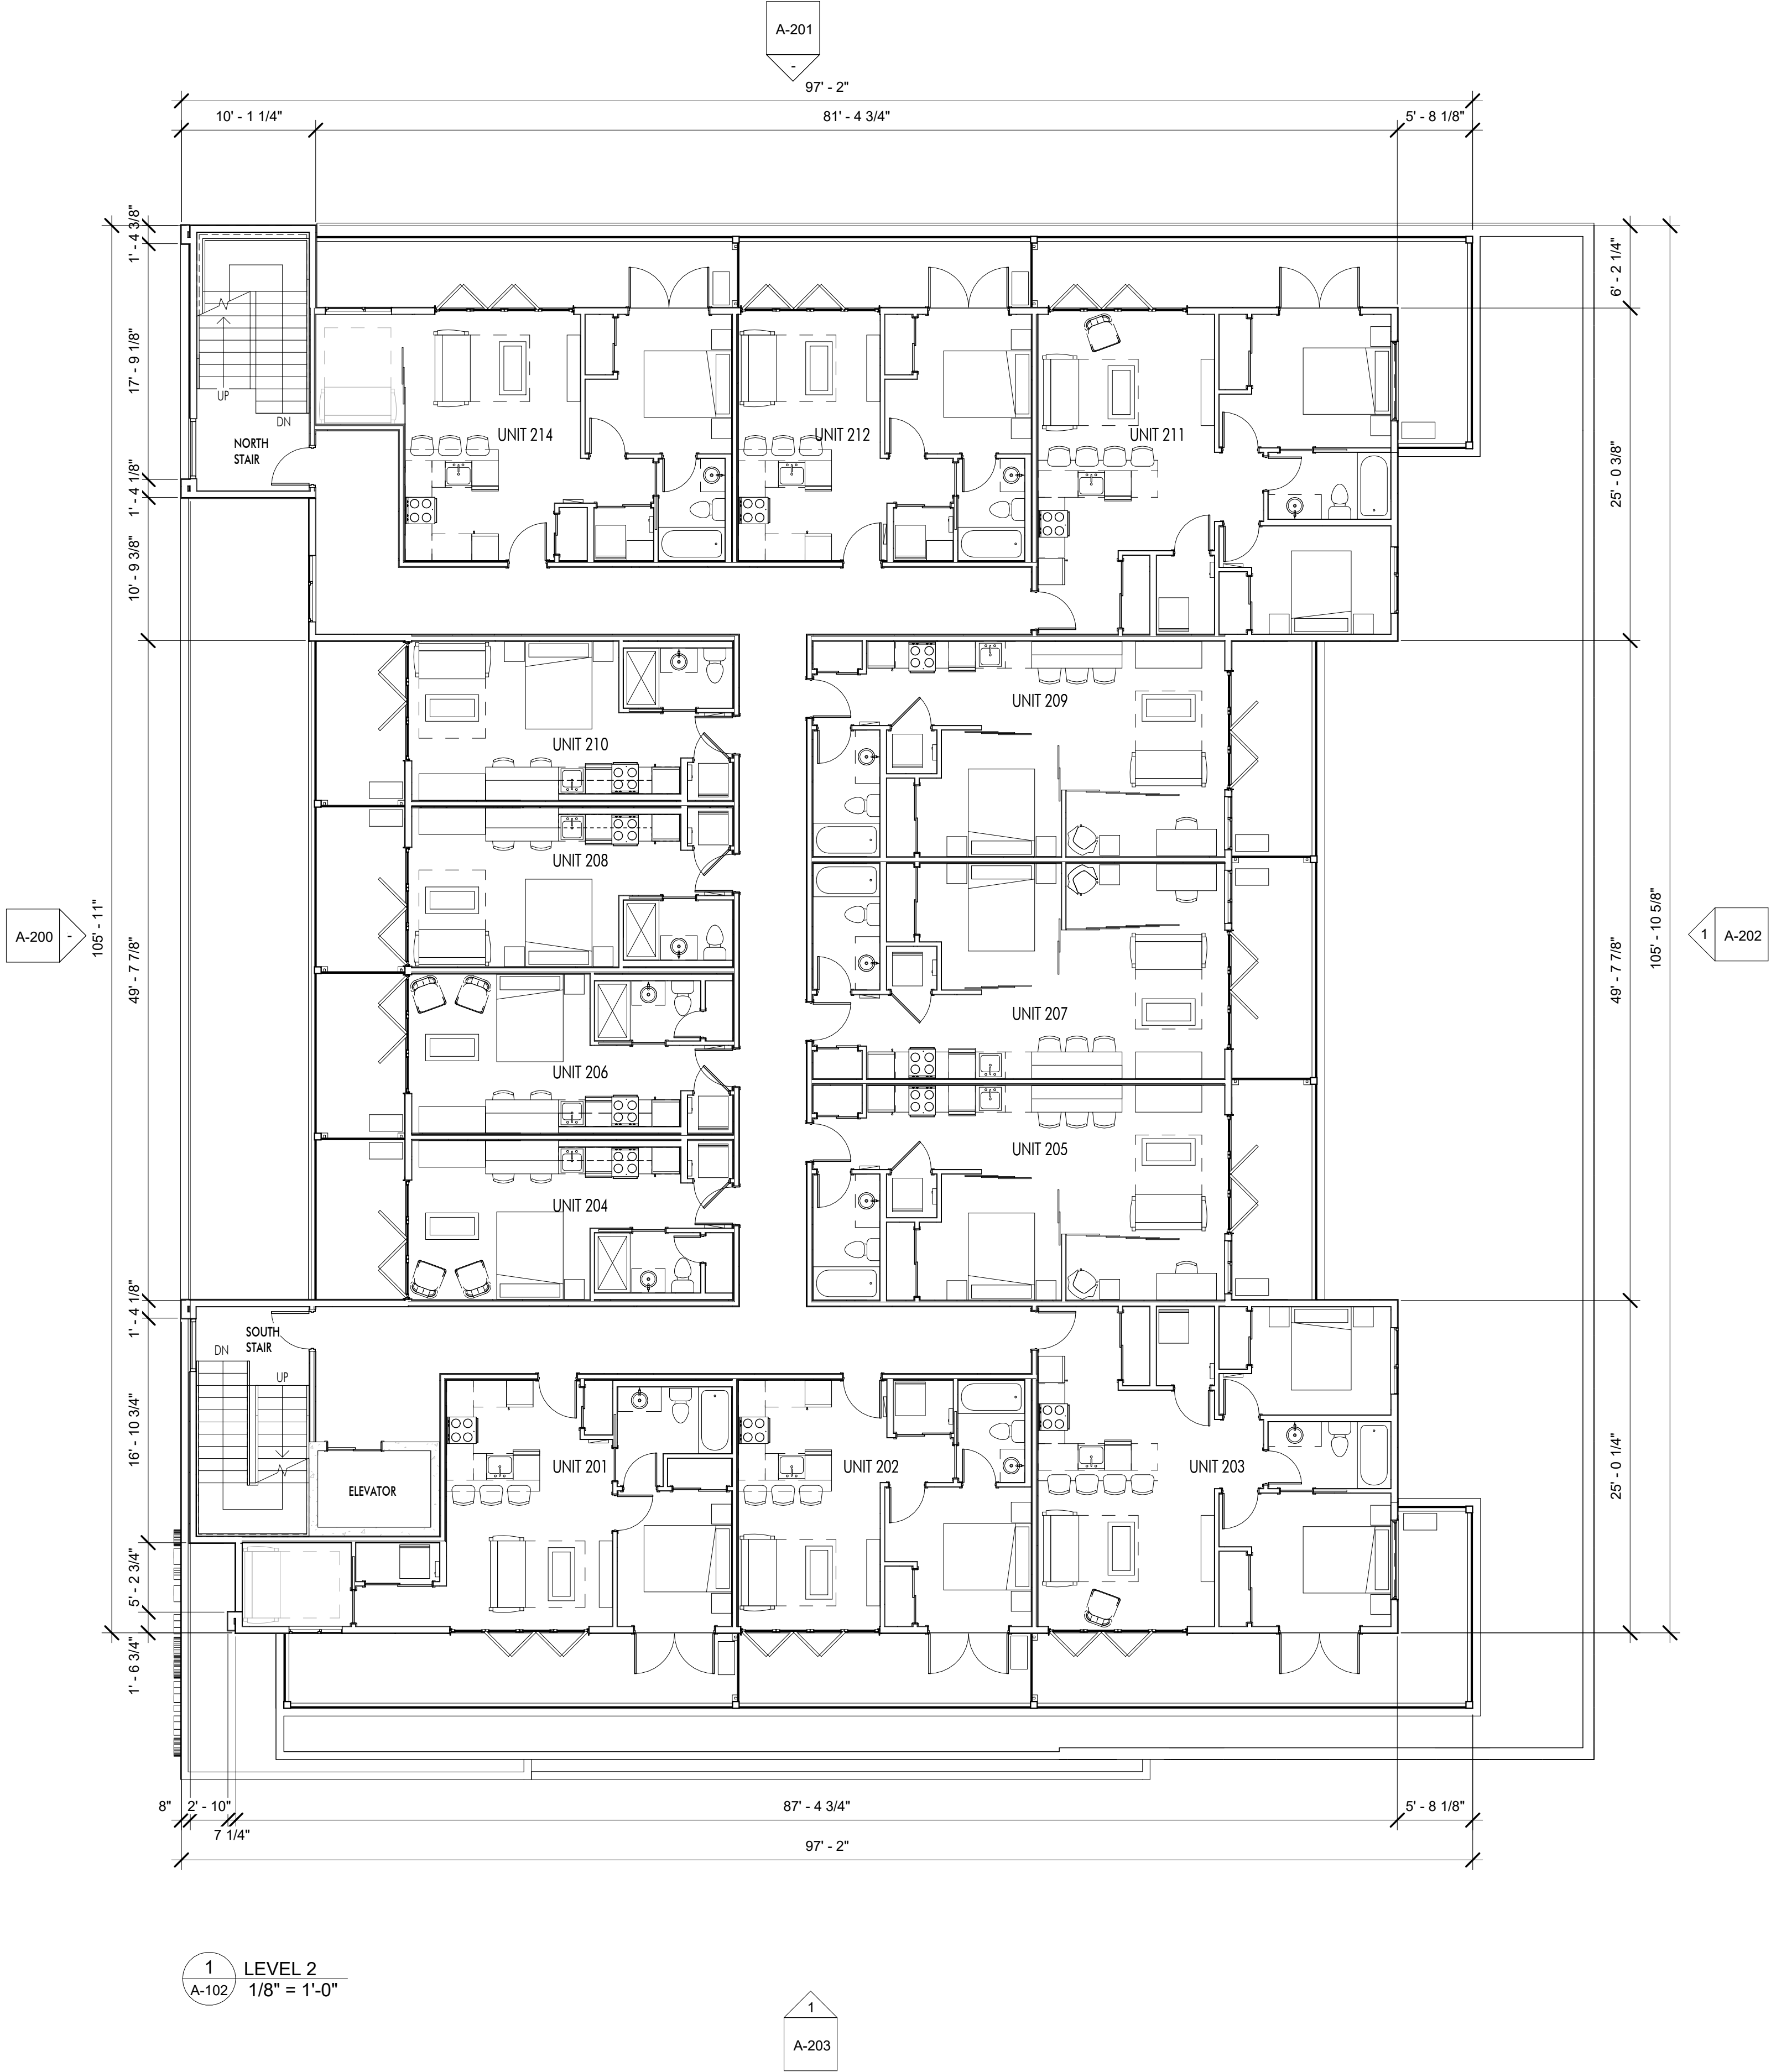 A-201
-
97' - 2"
10' - 1 1/4"
81' - 4 3/4"
5' - 8 1/8"
1' - 4 3/8"
17' - 9 1/8"
1' - 4 1/8"
10' - 9 3/8"
49' - 7 7/8"
105' - 11"
1' - 4 1/8"
16' - 10 3/4"
5' - 2 3/4"
1' - 6 3/4"
6' - 2 1/4"
25' - 0 3/8"
49' - 7 7/8"
105' - 10 5/8"
25' - 0 1/4"
UP
DN
NORTH
STAIR
UNIT 214
UNIT 212
UNIT 211
UNIT 210
UNIT 209
UNIT 208
A-200
-
1
A-202
UNIT 207
UNIT 206
UNIT 205
UNIT 204
SOUTH
STAIR
DN
UP
ELEVATOR
UNIT 201
UNIT 202
UNIT 203
8"
2' - 10"
7 1/4"
87' - 4 3/4"
5' - 8 1/8"
97' - 2"
1
A-102
LEVEL 2
1/8" = 1'-0"
1
A-203